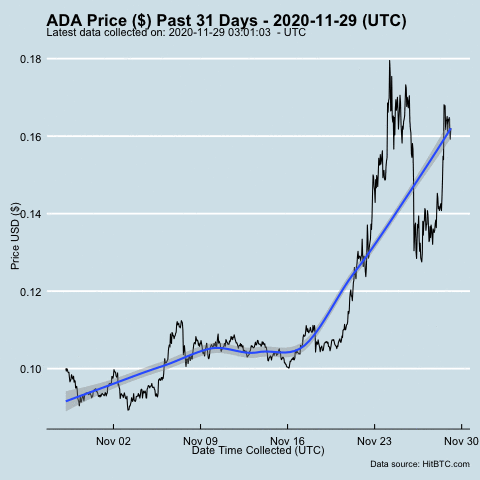 ADA Price ($) Past 31 Days - 2020-11-29 (UTC)
Latest data collected on: 2020-11-29 03:01:03 - UTC
0.18
0.16
0.14
0.12
0.10
Price USD ($)
Nov 02 Nov 09 Nov 16 Nov 23 Nov 30
Date Time Collected (UTC)
Data source: HitBTC.com